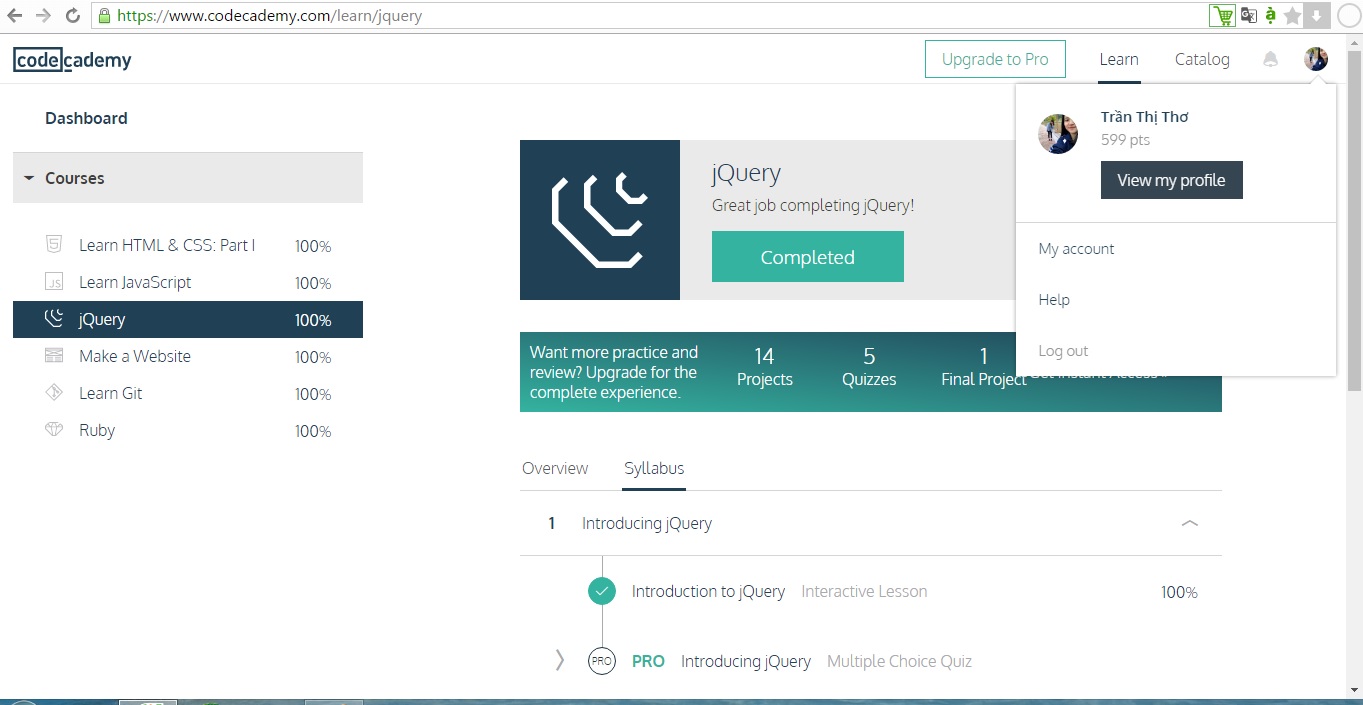 https://www.codecademy.com/learn/jquery
codecademy
Upgrade to Pro
Learn
Catalog
Trần Thị Thơ
599 pts
View my profile
My account
Help
Log out
Dashboard
Courses
Learn HTML & CSS: Part I 100%
Learn JavaScript 100%
jQuery 100%
Make a Website 100%
Learn Git 100%
Ruby 100%
jQuery
Great job completing jQuery!
Completed
Want more practice and
review? Upgrade for the
complete experience.
14
Projects
5
Quizzes
1
Final Project
Overview
Syllabus
1 Introducing jQuery
Introduction to jQuery Interactive Lesson 100%
PRO PRO Introducing jQuery Multiple Choice Quiz